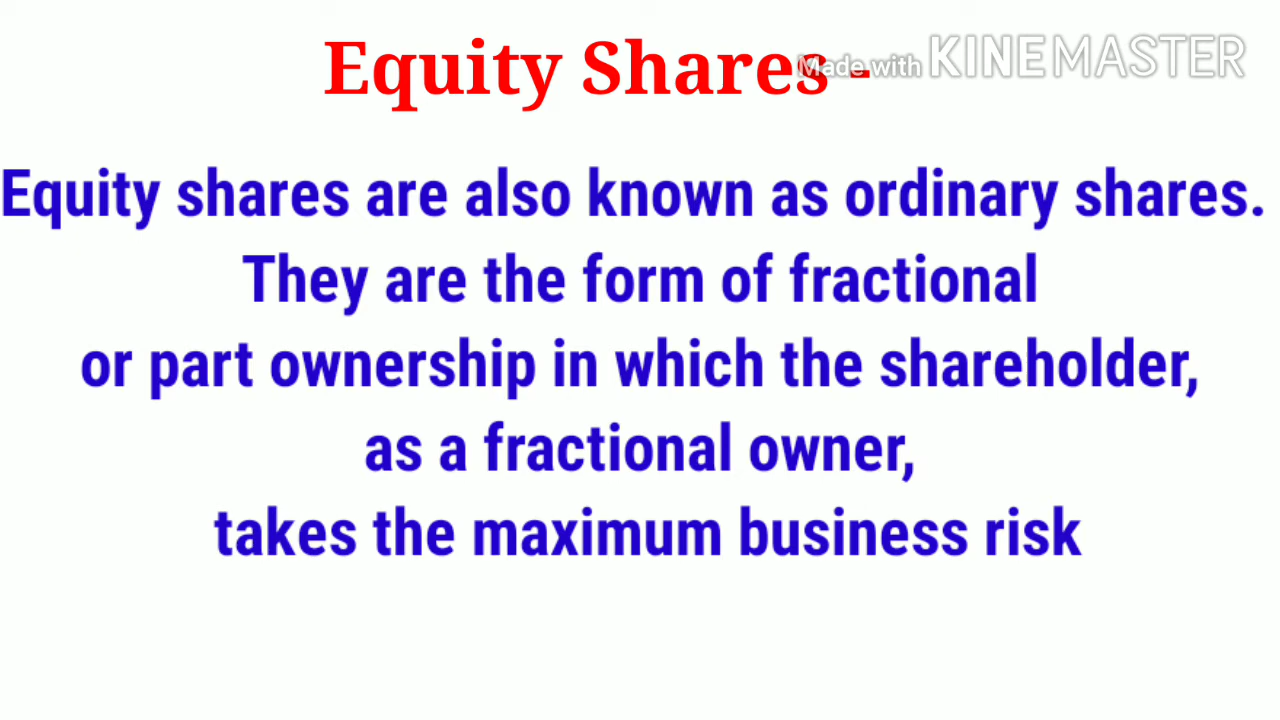 Equity Shares -
Made with KINEMASTER
Equity shares are also known as ordinary shares.
They are the form of fractional
or part ownership in which the shareholder,
as a fractional owner,
takes the maximum business risk